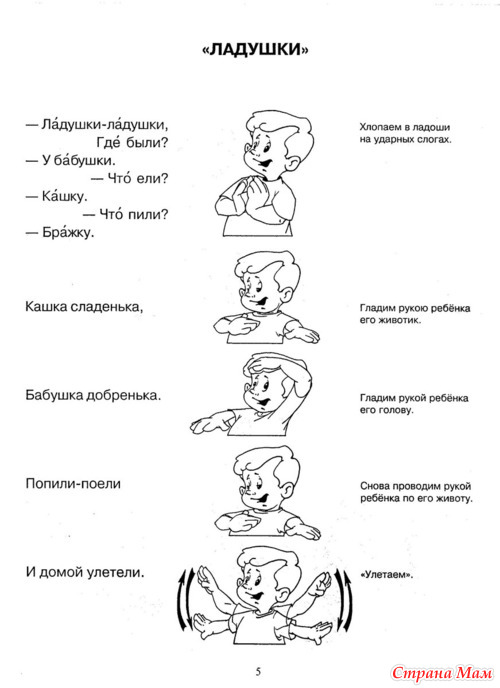 «ЛАДУШКИ»
— Ла́душки-ла́душки,
Где́ были?
— У ба́бушки.
— Что́ ели?
— Ка́шку.
— Что́ пили?
— Бра́жку.
Хлопаем в ладоши
на ударных слогах.
Кашка сладенька,
Гладим рукою ребёнка
его животик.
Бабушка добренька.
Гладим рукой ребёнка
его голову.
Попили-поели
Снова проводим рукой
ребёнка по его животу.
И домой улетели.
«Улетаем».
5
Страна Мам